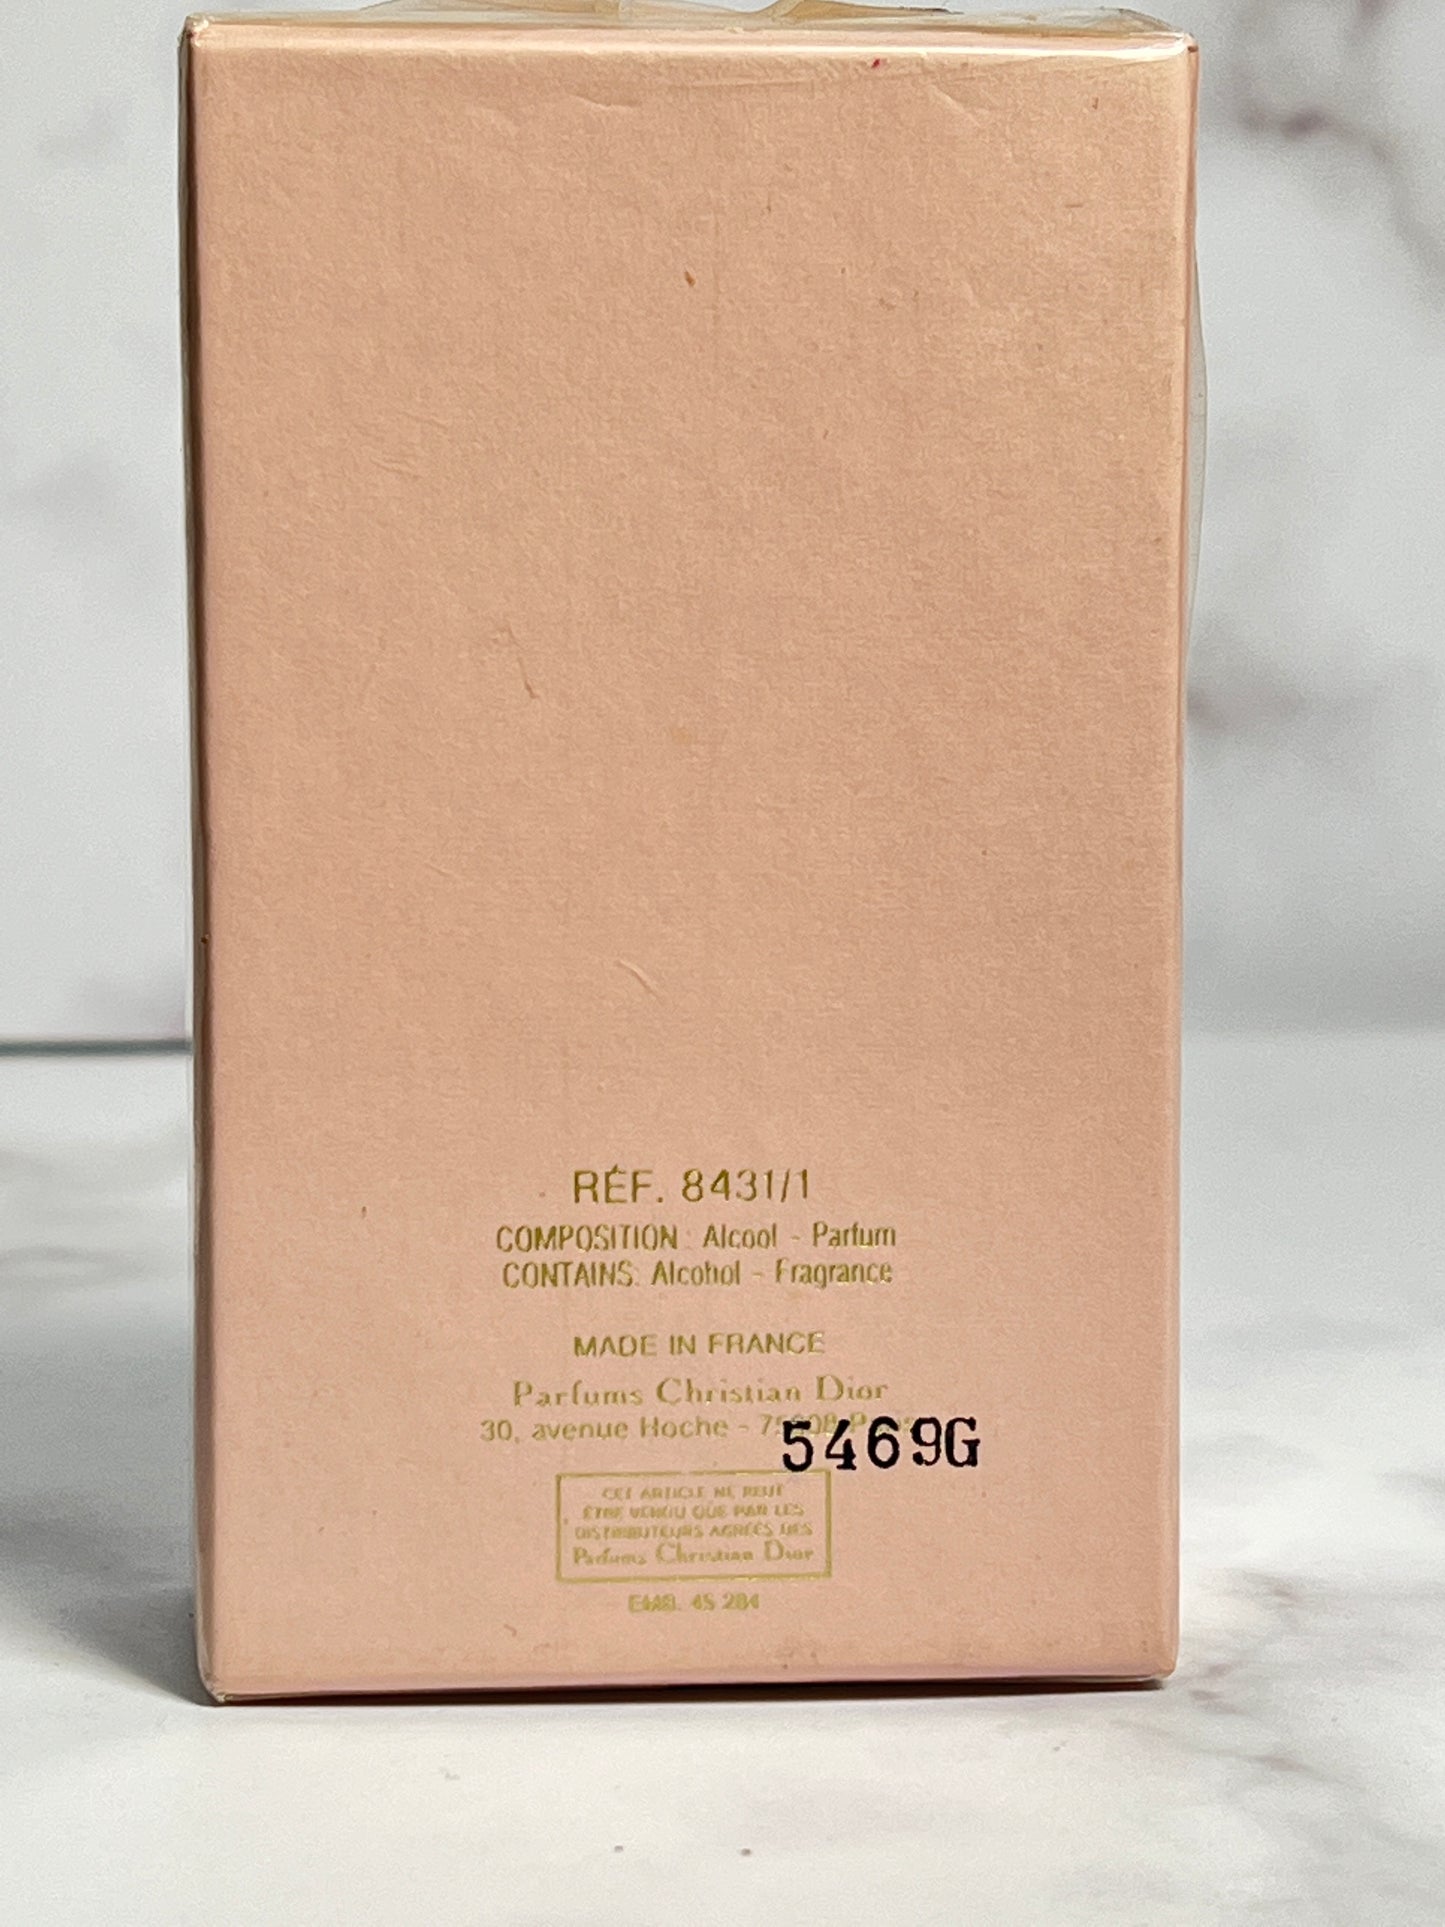 RÉF. 8431/1
COMPOSITION : Alcool - Parfum
CONTAINS: Alcohol - Fragrance
MADE IN FRANCE
Parfums Christian Dior
30, avenue Hoche -
5469G
CET ARTICLE NE PEUT
ÊTRE VENDU QUE PAR LES
DISTRIBUTEURS AGRÉÉS DES
Parfums Christian Dior
EMB. 45 284